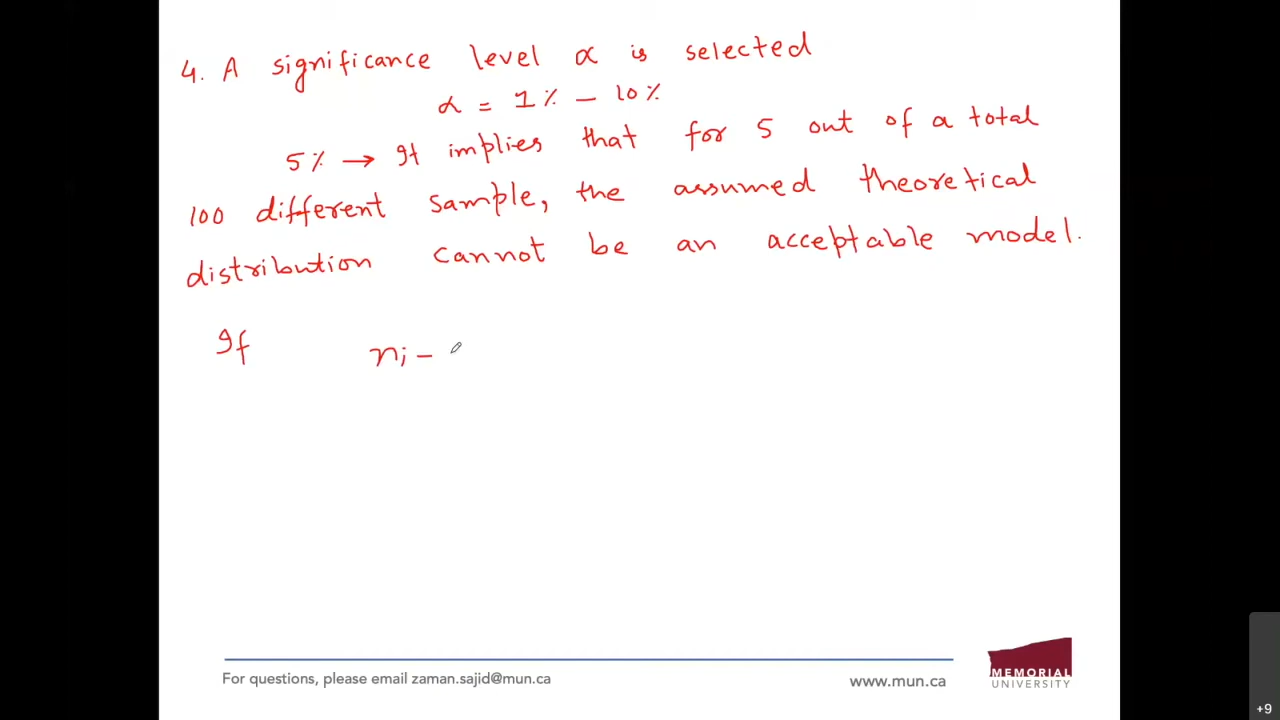 4. A significance level α is selected
α = 1% - 10%
5% → It implies that for 5 out of a total
100 different sample, the assumed theoretical
distribution cannot be an acceptable model.
If ni -
For questions, please email zaman.sajid@mun.ca
www.mun.ca
MEMORIAL
UNIVERSITY
+9